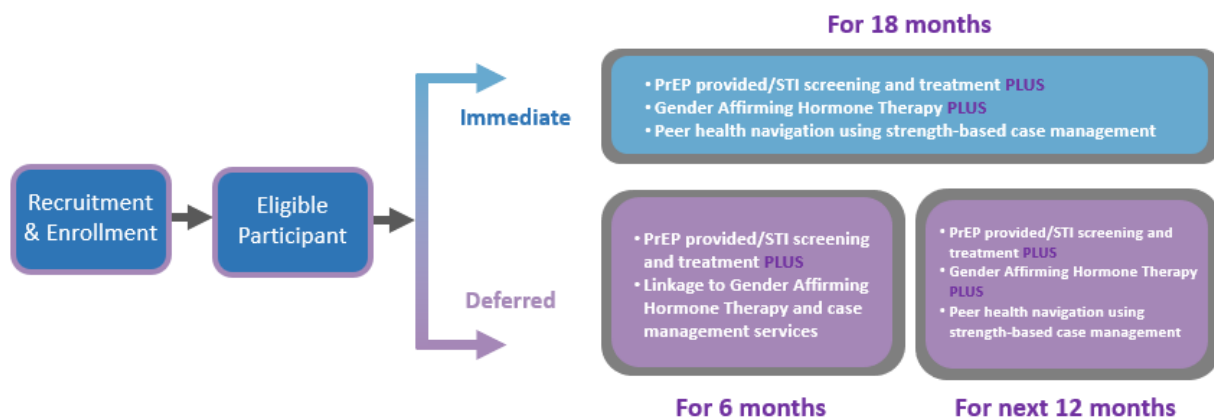 For 18 months
• PrEP provided/STI screening and treatment PLUS
• Gender Affirming Hormone Therapy PLUS
• Peer health navigation using strength-based case management
Immediate
Recruitment
& Enrollment
Eligible
Participant
Deferred
• PrEP provided/STI screening
and treatment PLUS
• Linkage to Gender Affirming
Hormone Therapy and case
management services
• PrEP provided/STI screening and
treatment PLUS
• Gender Affirming Hormone Therapy
PLUS
• Peer health navigation using
strength-based case management
For 6 months
For next 12 months